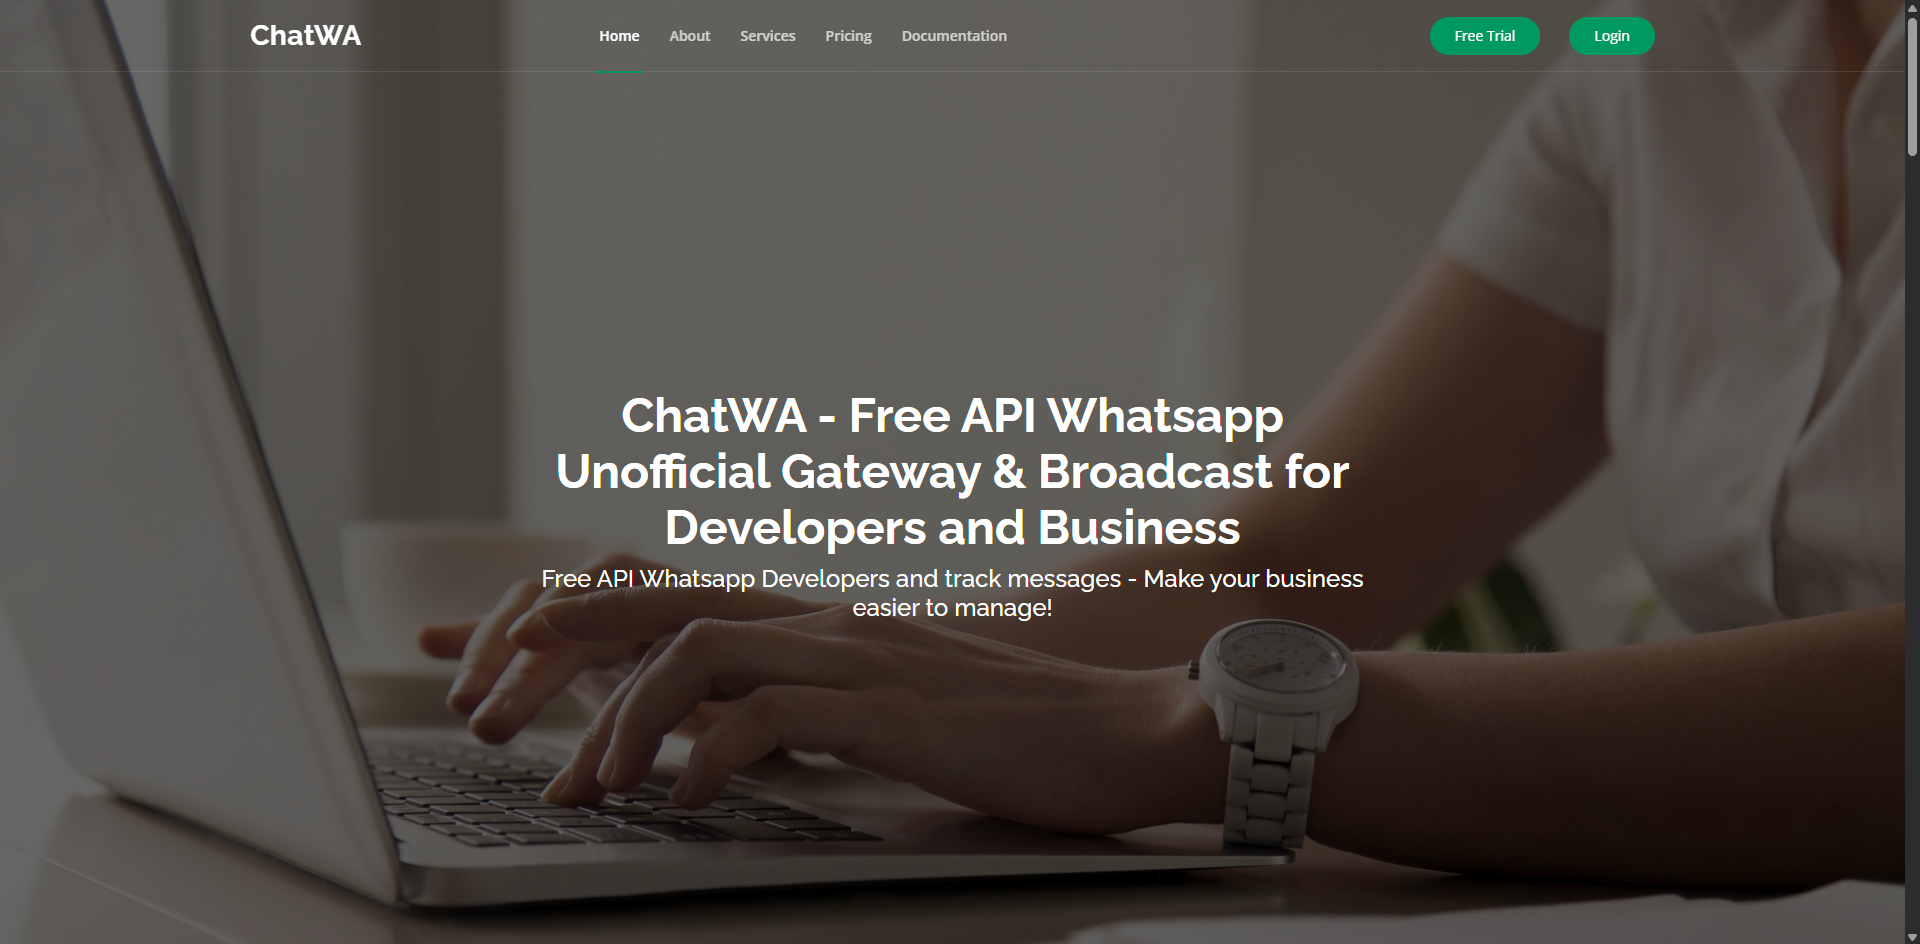 ChatWA
Home
About
Services
Pricing
Documentation
Free Trial
Login
ChatWA - Free API Whatsapp
Unofficial Gateway & Broadcast for
Developers and Business
Free API Whatsapp Developers and track messages - Make your business
easier to manage!